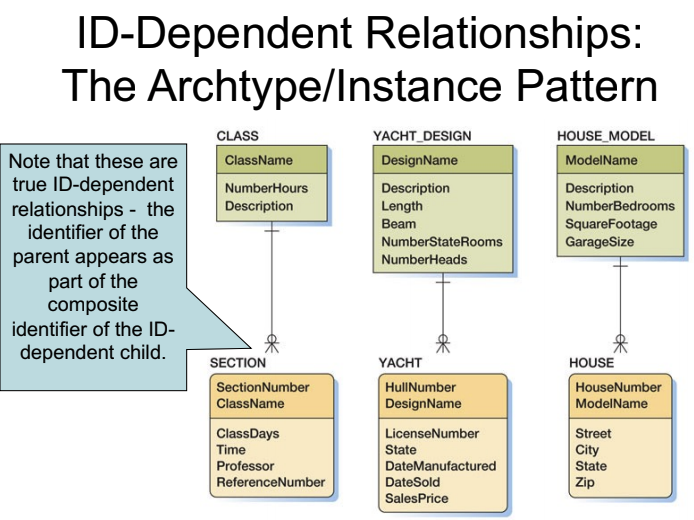 ID-Dependent Relationships:
The Archtype/Instance Pattern
Note that these are
true ID-dependent
relationships - the
identifier of the
parent appears as
part of the
composite
identifier of the ID-
dependent child.
CLASS
ClassName
NumberHours
Description
SECTION
SectionNumber
ClassName
ClassDays
Time
Professor
ReferenceNumber
YACHT_DESIGN
DesignName
Description
Length
Beam
NumberStateRooms
NumberHeads
YACHT
HullNumber
DesignName
LicenseNumber
State
DateManufactured
DateSold
SalesPrice
HOUSE_MODEL
ModelName
Description
NumberBedrooms
SquareFootage
GarageSize
HOUSE
HouseNumber
ModelName
Street
City
State
Zip